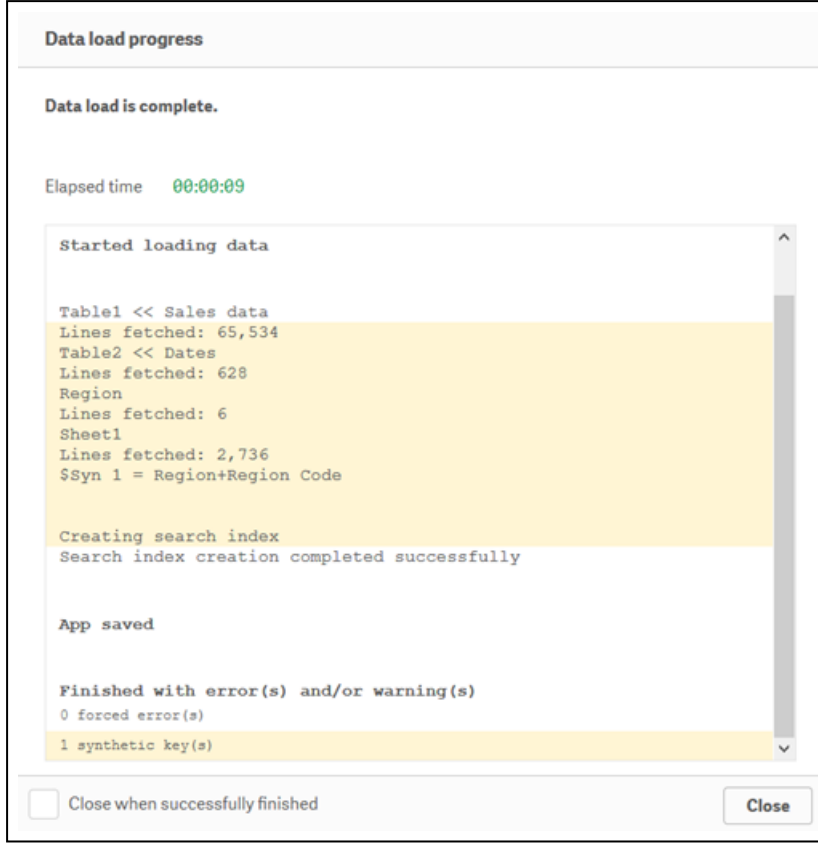 Data load progress
Data load is complete.
Elapsed time 00:00:09
Started loading data
Table1 << Sales data
Lines fetched: 65,534
Table2 << Dates
Lines fetched: 628
Region
Lines fetched: 6
Sheet1
Lines fetched: 2,736
$Syn 1 = Region+Region Code
Creating search index
Search index creation completed successfully
App saved
Finished with error(s) and/or warning(s)
0 forced error(s)
1 synthetic key(s)
Close when successfully finished
Close